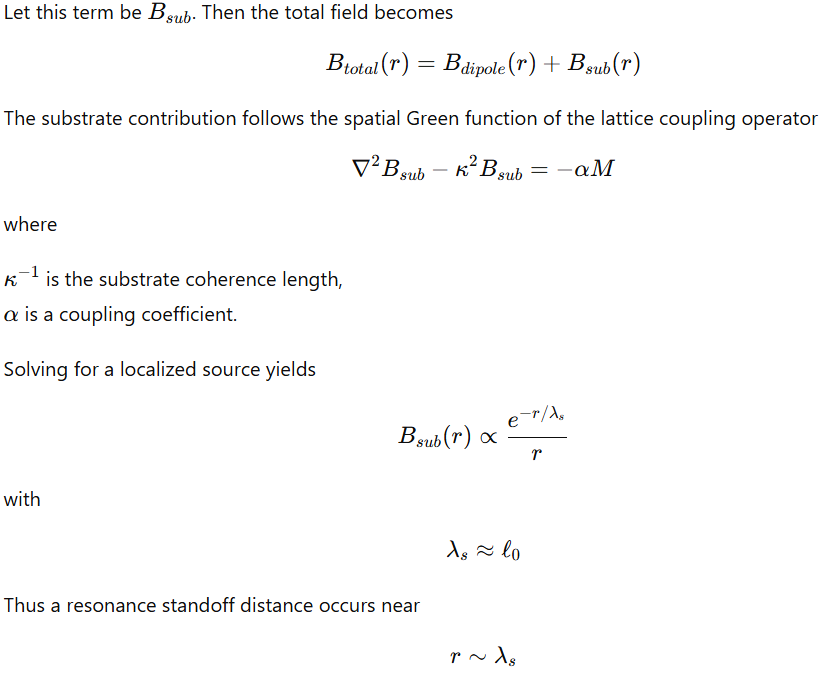 Let this term be $B_{sub}$. Then the total field becomes
$B_{total}(r) = B_{dipole}(r) + B_{sub}(r)$
The substrate contribution follows the spatial Green function of the lattice coupling operator
$\nabla^2 B_{sub} - \kappa^2 B_{sub} = -\alpha M$
where
$\kappa^{-1}$ is the substrate coherence length,
$\alpha$ is a coupling coefficient.
Solving for a localized source yields
$B_{sub}(r) \propto \frac{e^{-r/\lambda_s}}{r}$
with
$\lambda_s \approx \ell_0$
Thus a resonance standoff distance occurs near
$r \sim \lambda_s$